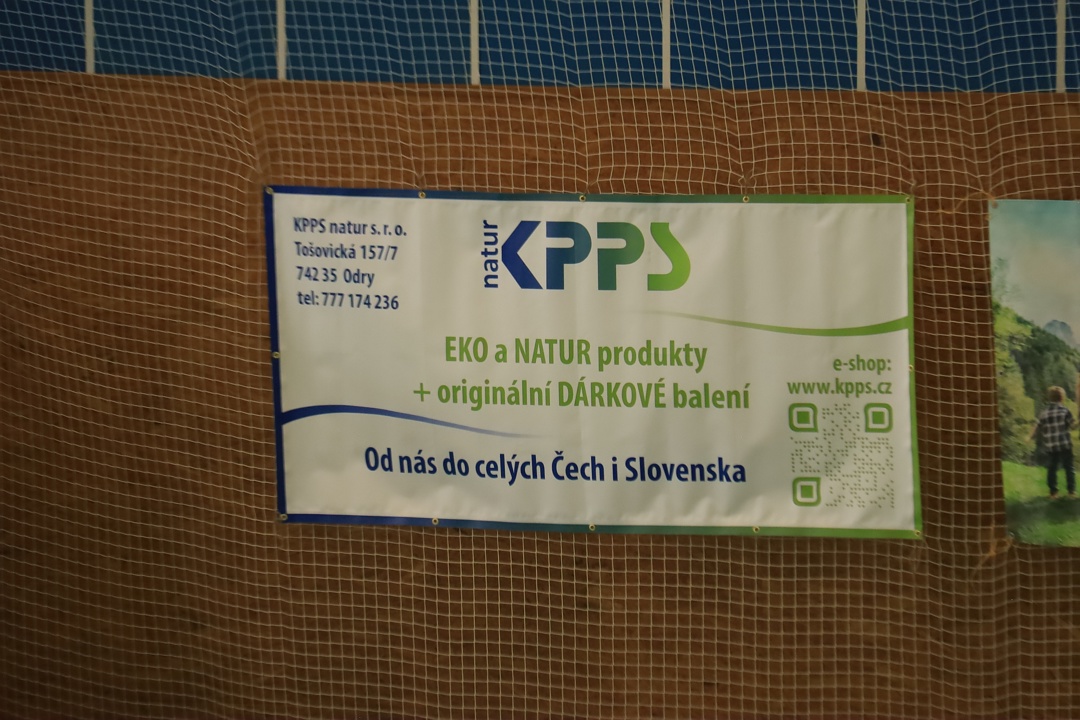 KPPS natur s. r. o.
Tošovická 157/7
742 35 Odry
tel: 777 174 236
natur KPPS
EKO a NATUR produkty
+ originální DÁRKOVÉ balení
e-shop:
www.kpps.cz
Od nás do celých Čech i Slovenska